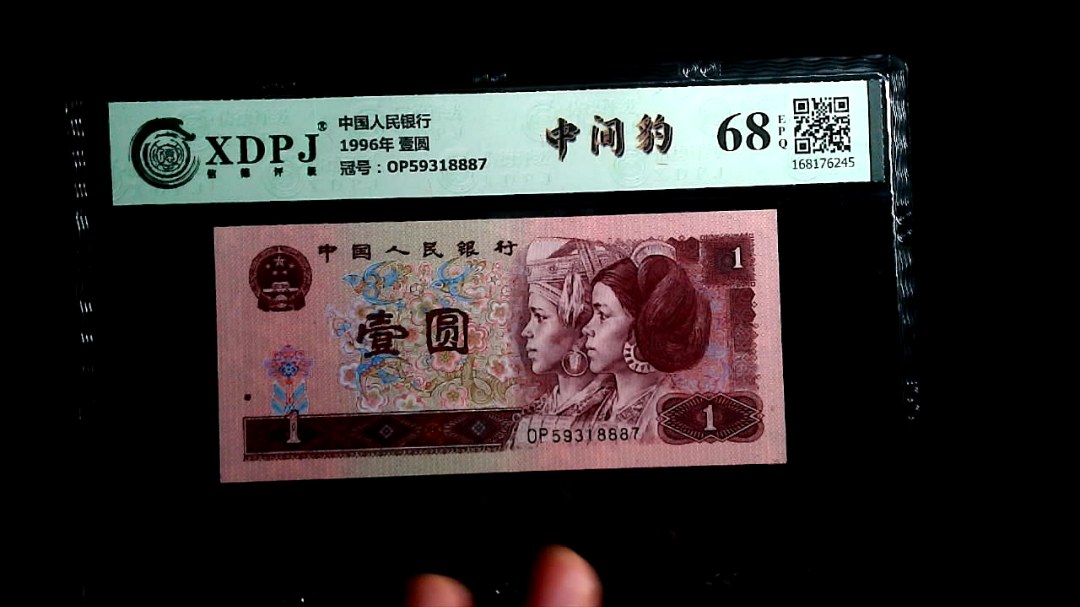 XDPJ®
中国人民银行
1996年 壹圆
冠号：OP59318887
中间豹
68
EPQ
168176245
中国人民银行
1
壹圆
1
OP59318887
1